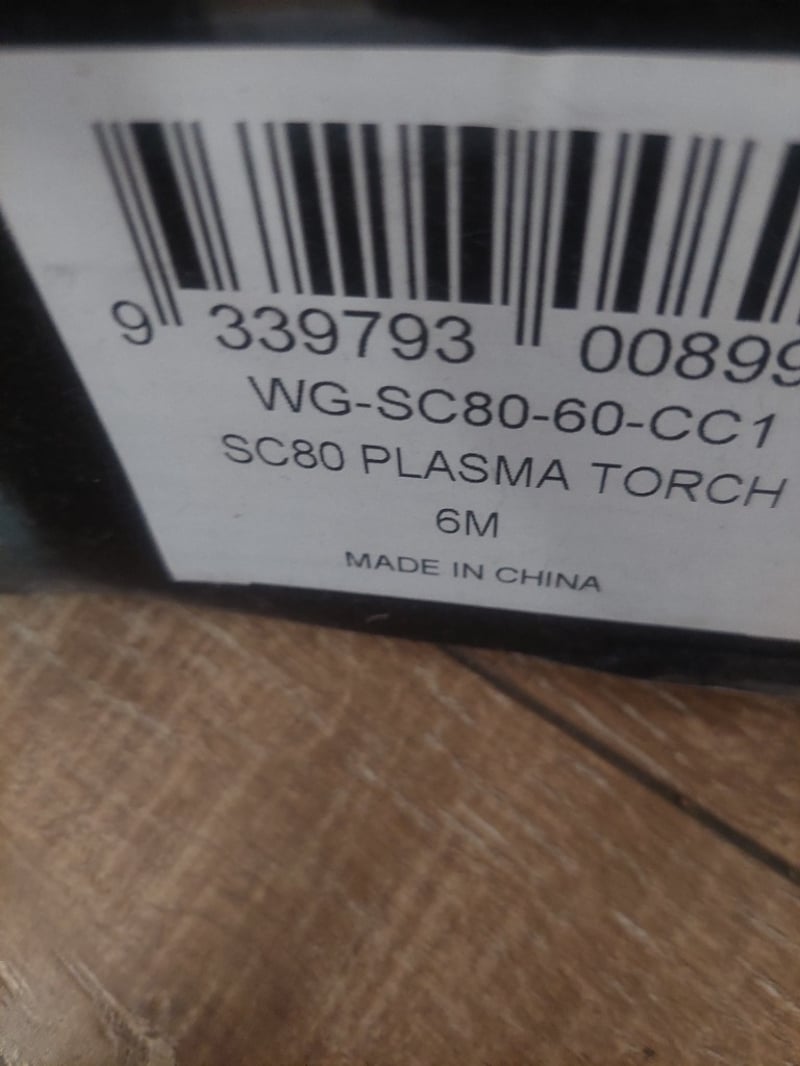 9 339793 00899
WG-SC80-60-CC1
SC80 PLASMA TORCH
6M
MADE IN CHINA